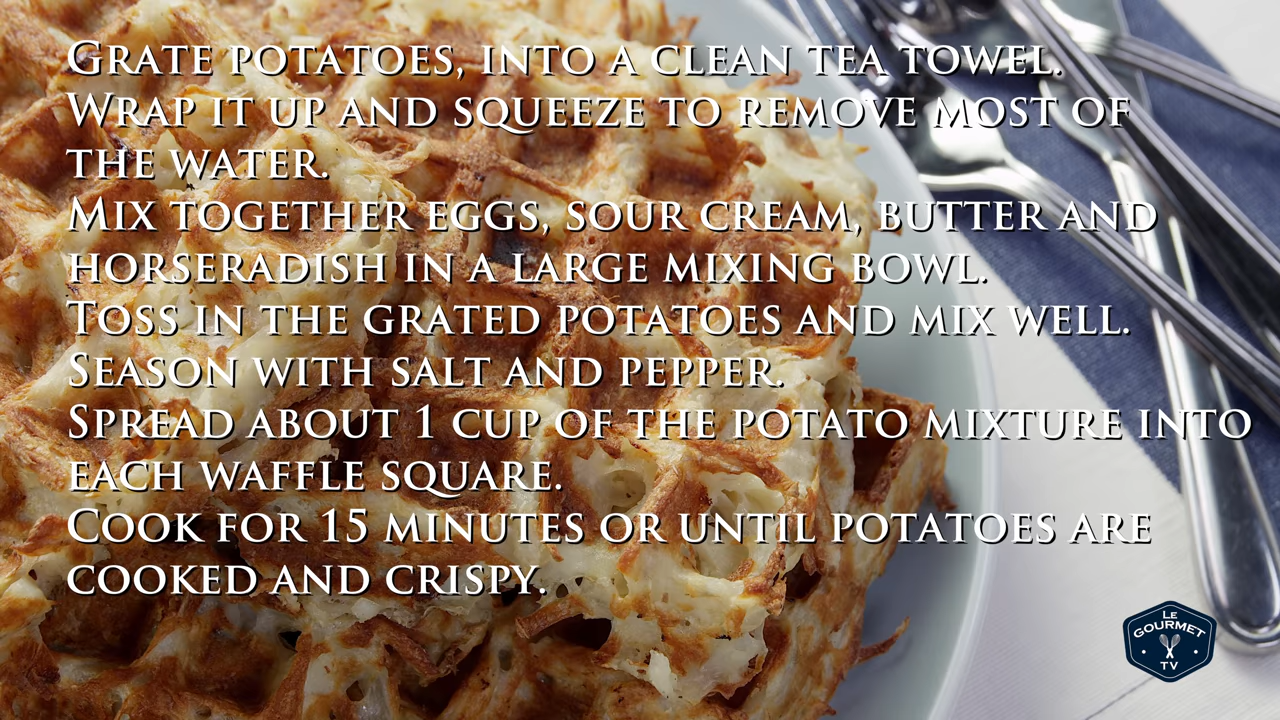 Grate potatoes, into a clean tea towel.
Wrap it up and squeeze to remove most of
the water.
Mix together eggs, sour cream, butter and
horseradish in a large mixing bowl.
Toss in the grated potatoes and mix well.
Season with salt and pepper.
Spread about 1 cup of the potato mixture into
each waffle square.
Cook for 15 minutes or until potatoes are
cooked and crispy.
Le
Gourmet
TV